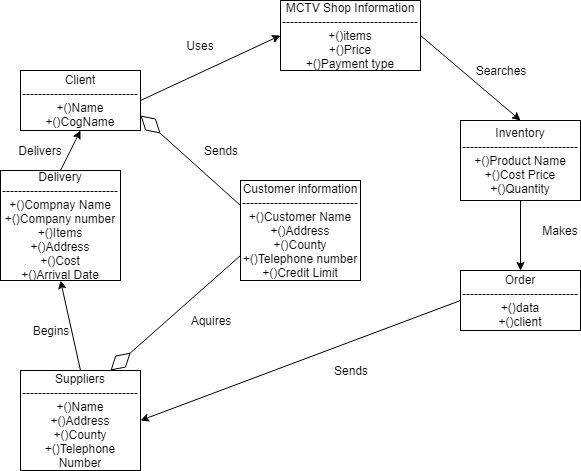 MCTV Shop Information
+()items
+()Price
+()Payment type
Uses
Client
+()Name
+()CogName
Searches
Inventory
+()Product Name
+()Cost Price
+()Quantity
Delivers
Sends
Delivery
+()Compnay Name
+()Company number
+()Items
+()Address
+()Cost
+()Arrival Date
Customer information
+()Customer Name
+()Address
+()County
+()Telephone number
+()Credit Limit
Makes
Order
+()data
+()client
Begins
Aquires
Sends
Suppliers
+()Name
+()Address
+()County
+()Telephone
Number